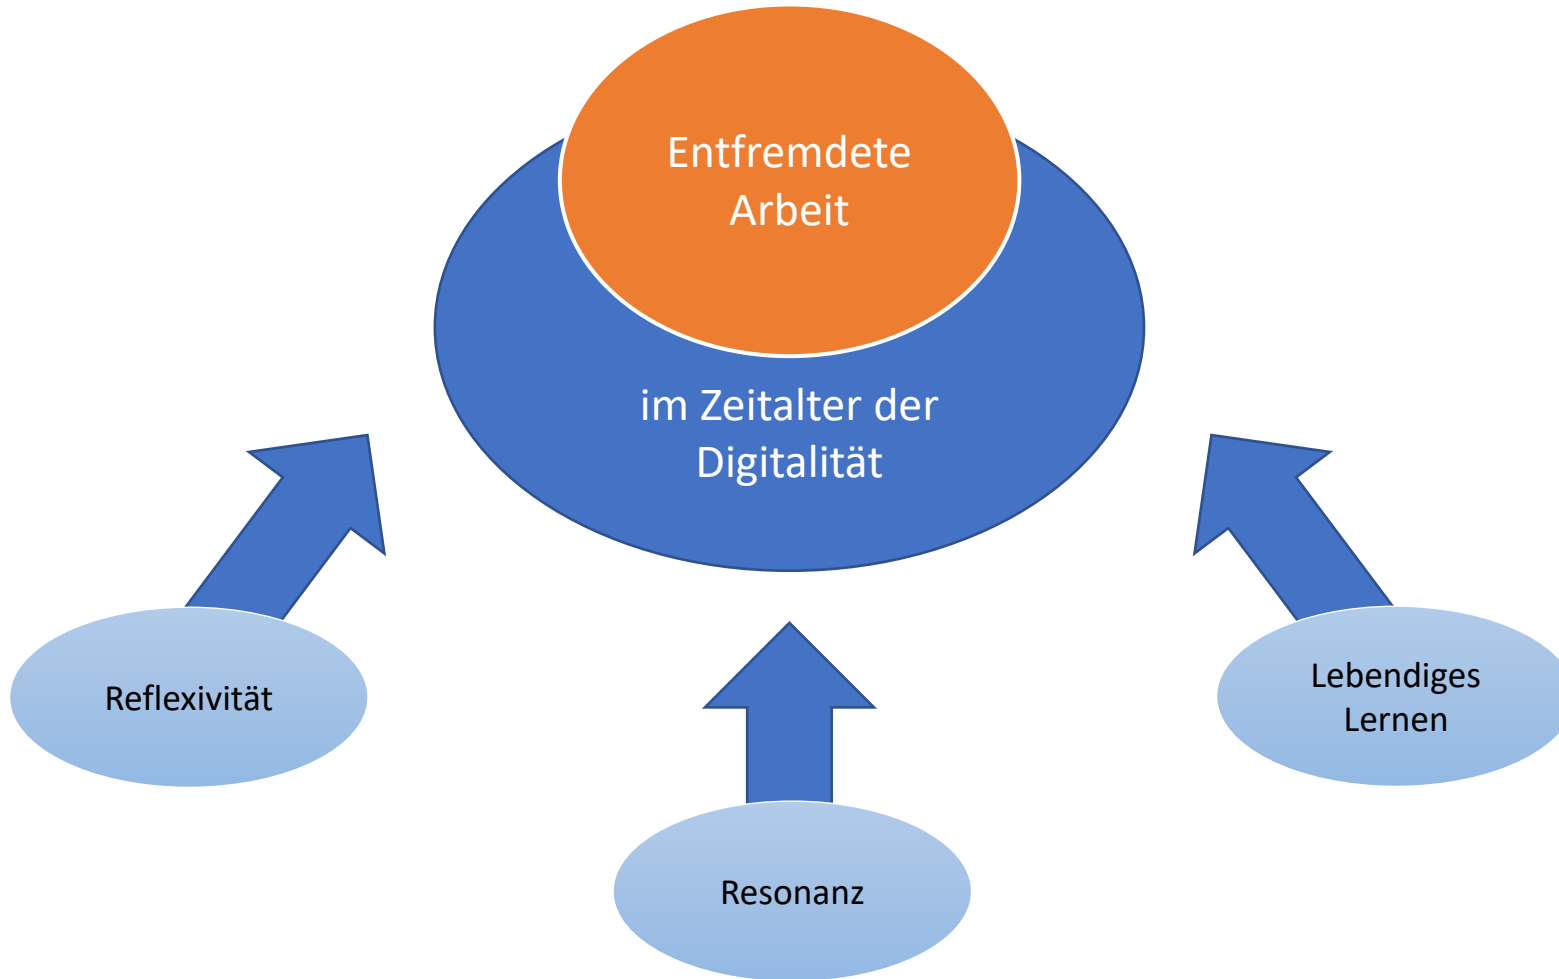 Entfremdete
Arbeit
im Zeitalter der
Digitalität
Reflexivität
Lebendiges
Lernen
Resonanz